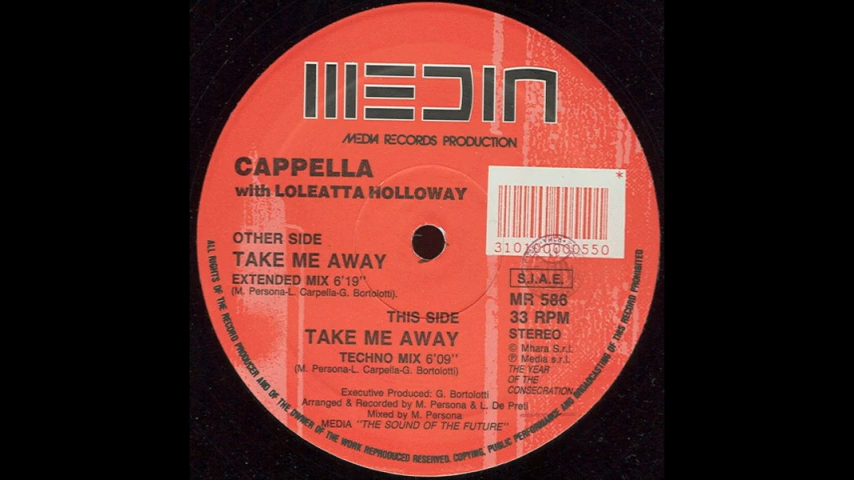 MEDIA
MEDIA RECORDS PRODUCTION
CAPPELLA
with LOLEATTA HOLLOWAY
*
310100000550
OTHER SIDE
TAKE ME AWAY
EXTENDED MIX 6'19"
(M. Persona-L. Carpella-G. Bortolotti).
S.I.A.E.
MR 586
33 RPM
STEREO
© Mhara S.r.l.
℗ Media s.r.l.
THE YEAR
OF THE
CONSECRATION
THIS SIDE
TAKE ME AWAY
TECHNO MIX 6'09"
(M. Persona-L. Carpella-G. Bortolotti)
Executive Produced: G. Bortolotti
Arranged & Recorded by M. Persona & L. De Preti
Mixed by M. Persona
MEDIA "THE SOUND OF THE FUTURE"
ALL RIGHTS OF THE RECORD PRODUCER AND OF THE OWNER OF THE WORK REPRODUCED RESERVED. COPYING, PUBLIC PERFORMANCE AND BROADCASTING OF THIS RECORD PROHIBITED